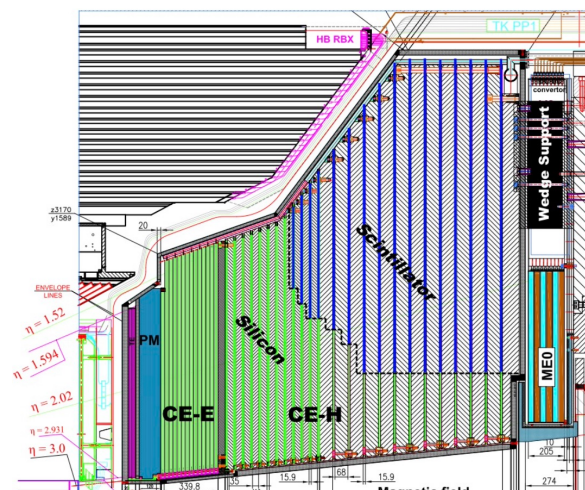 TK PP1
HB RBX
convertor
Wedge Support
z3170
y1589
20
Scintillator
ENVELOPE
LINES
η = 1.52
PM
Silicon
η = 1.594
ME0
η = 2.02
CE-E
CE-H
η = 2.931
η = 3.0
10
205
339.8
35
15.9
68
15.9
274